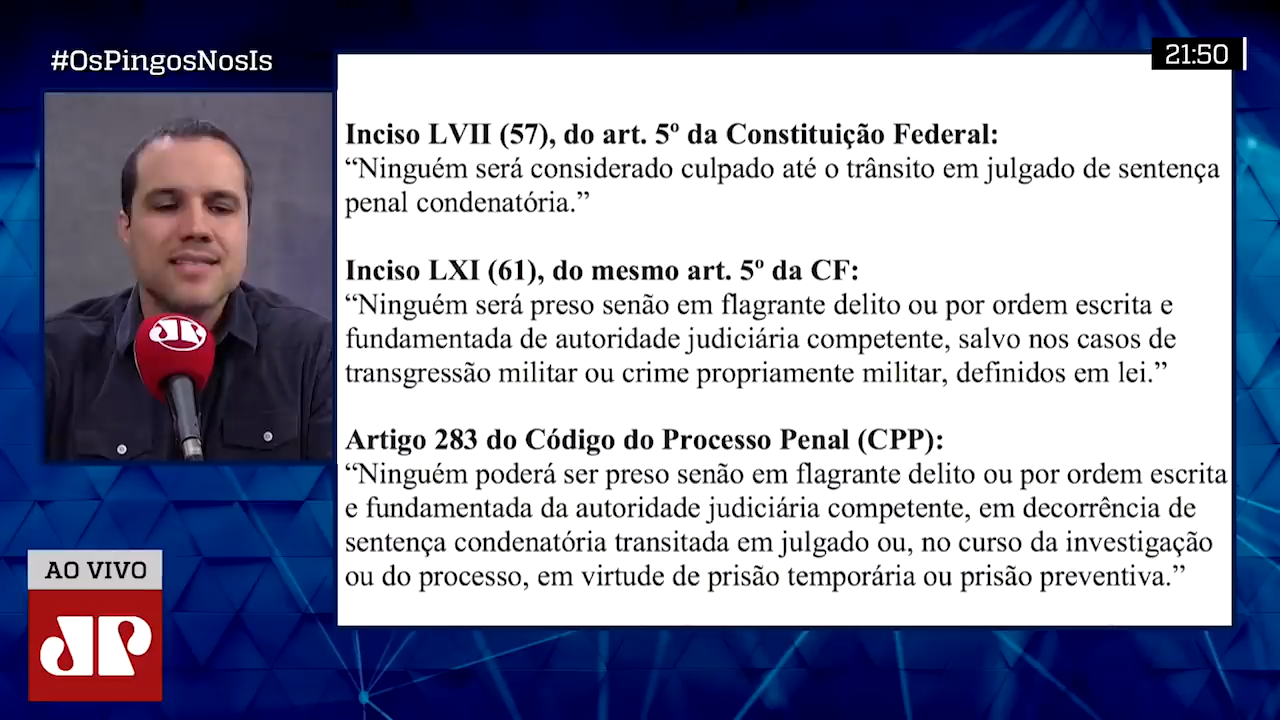 #OsPingosNosIs
21:50
Inciso LVII (57), do art. 5º da Constituição Federal:
“Ninguém será considerado culpado até o trânsito em julgado de sentença
penal condenatória.”
Inciso LXI (61), do mesmo art. 5º da CF:
“Ninguém será preso senão em flagrante delito ou por ordem escrita e
fundamentada de autoridade judiciária competente, salvo nos casos de
transgressão militar ou crime propriamente militar, definidos em lei.”
Artigo 283 do Código do Processo Penal (CPP):
“Ninguém poderá ser preso senão em flagrante delito ou por ordem escrita
e fundamentada da autoridade judiciária competente, em decorrência de
sentença condenatória transitada em julgado ou, no curso da investigação
ou do processo, em virtude de prisão temporária ou prisão preventiva.”
JP
AO VIVO
JP